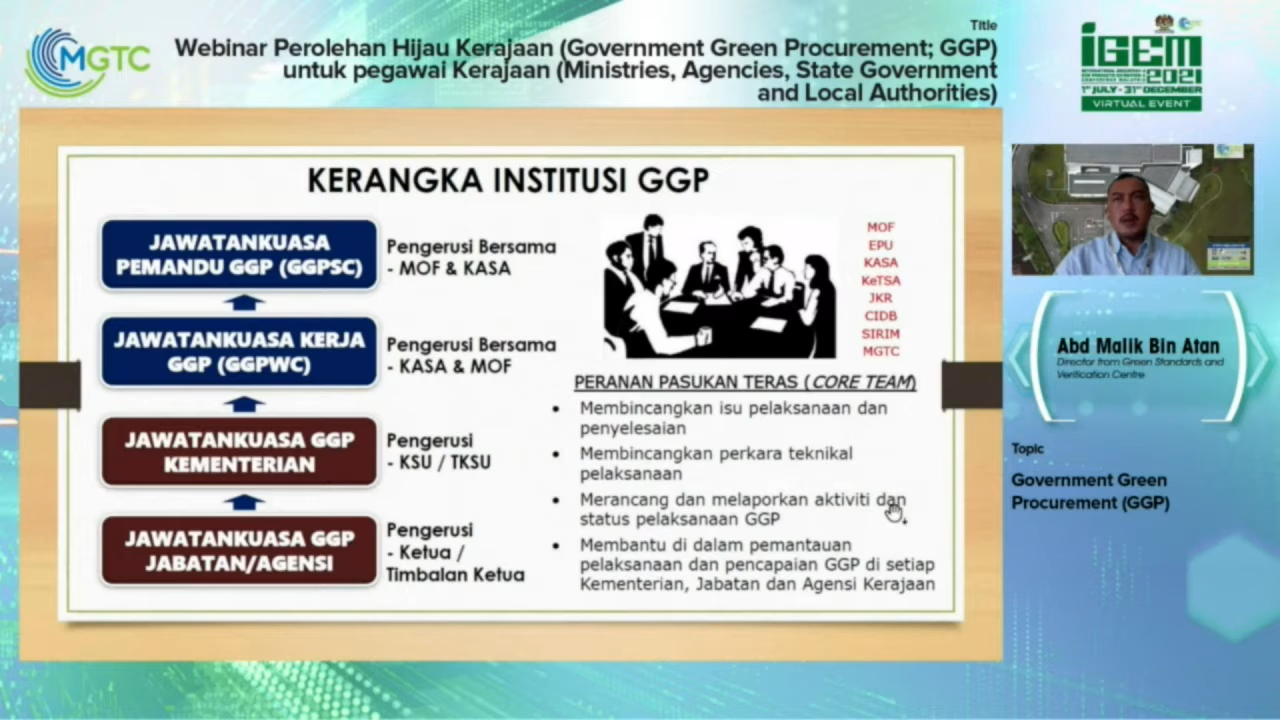 MGTC
Title
Webinar Perolehan Hijau Kerajaan (Government Green Procurement; GGP)
untuk pegawai Kerajaan (Ministries, Agencies, State Government
and Local Authorities)
iGEM
2021
1ST JULY - 31ST DECEMBER
VIRTUAL EVENT
KERANGKA INSTITUSI GGP
JAWATANKUASA
PEMANDU GGP (GGPSC)
Pengerusi Bersama
- MOF & KASA
JAWATANKUASA KERJA
GGP (GGPWC)
Pengerusi Bersama
- KASA & MOF
JAWATANKUASA GGP
KEMENTERIAN
Pengerusi
- KSU / TKSU
JAWATANKUASA GGP
JABATAN/AGENSI
Pengerusi
- Ketua /
Timbalan Ketua
MOF
EPU
KASA
KeTSA
JKR
CIDB
SIRIM
MGTC
PERANAN PASUKAN TERAS (CORE TEAM)
• Membincangkan isu pelaksanaan dan
penyelesaian
• Membincangkan perkara teknikal
pelaksanaan
• Merancang dan melaporkan aktiviti dan
status pelaksanaan GGP
• Membantu di dalam pemantauan
pelaksanaan dan pencapaian GGP di setiap
Kementerian, Jabatan dan Agensi Kerajaan
Abd Malik Bin Atan
Director from Green Standards and
Verification Centre
Topic
Government Green
Procurement (GGP)